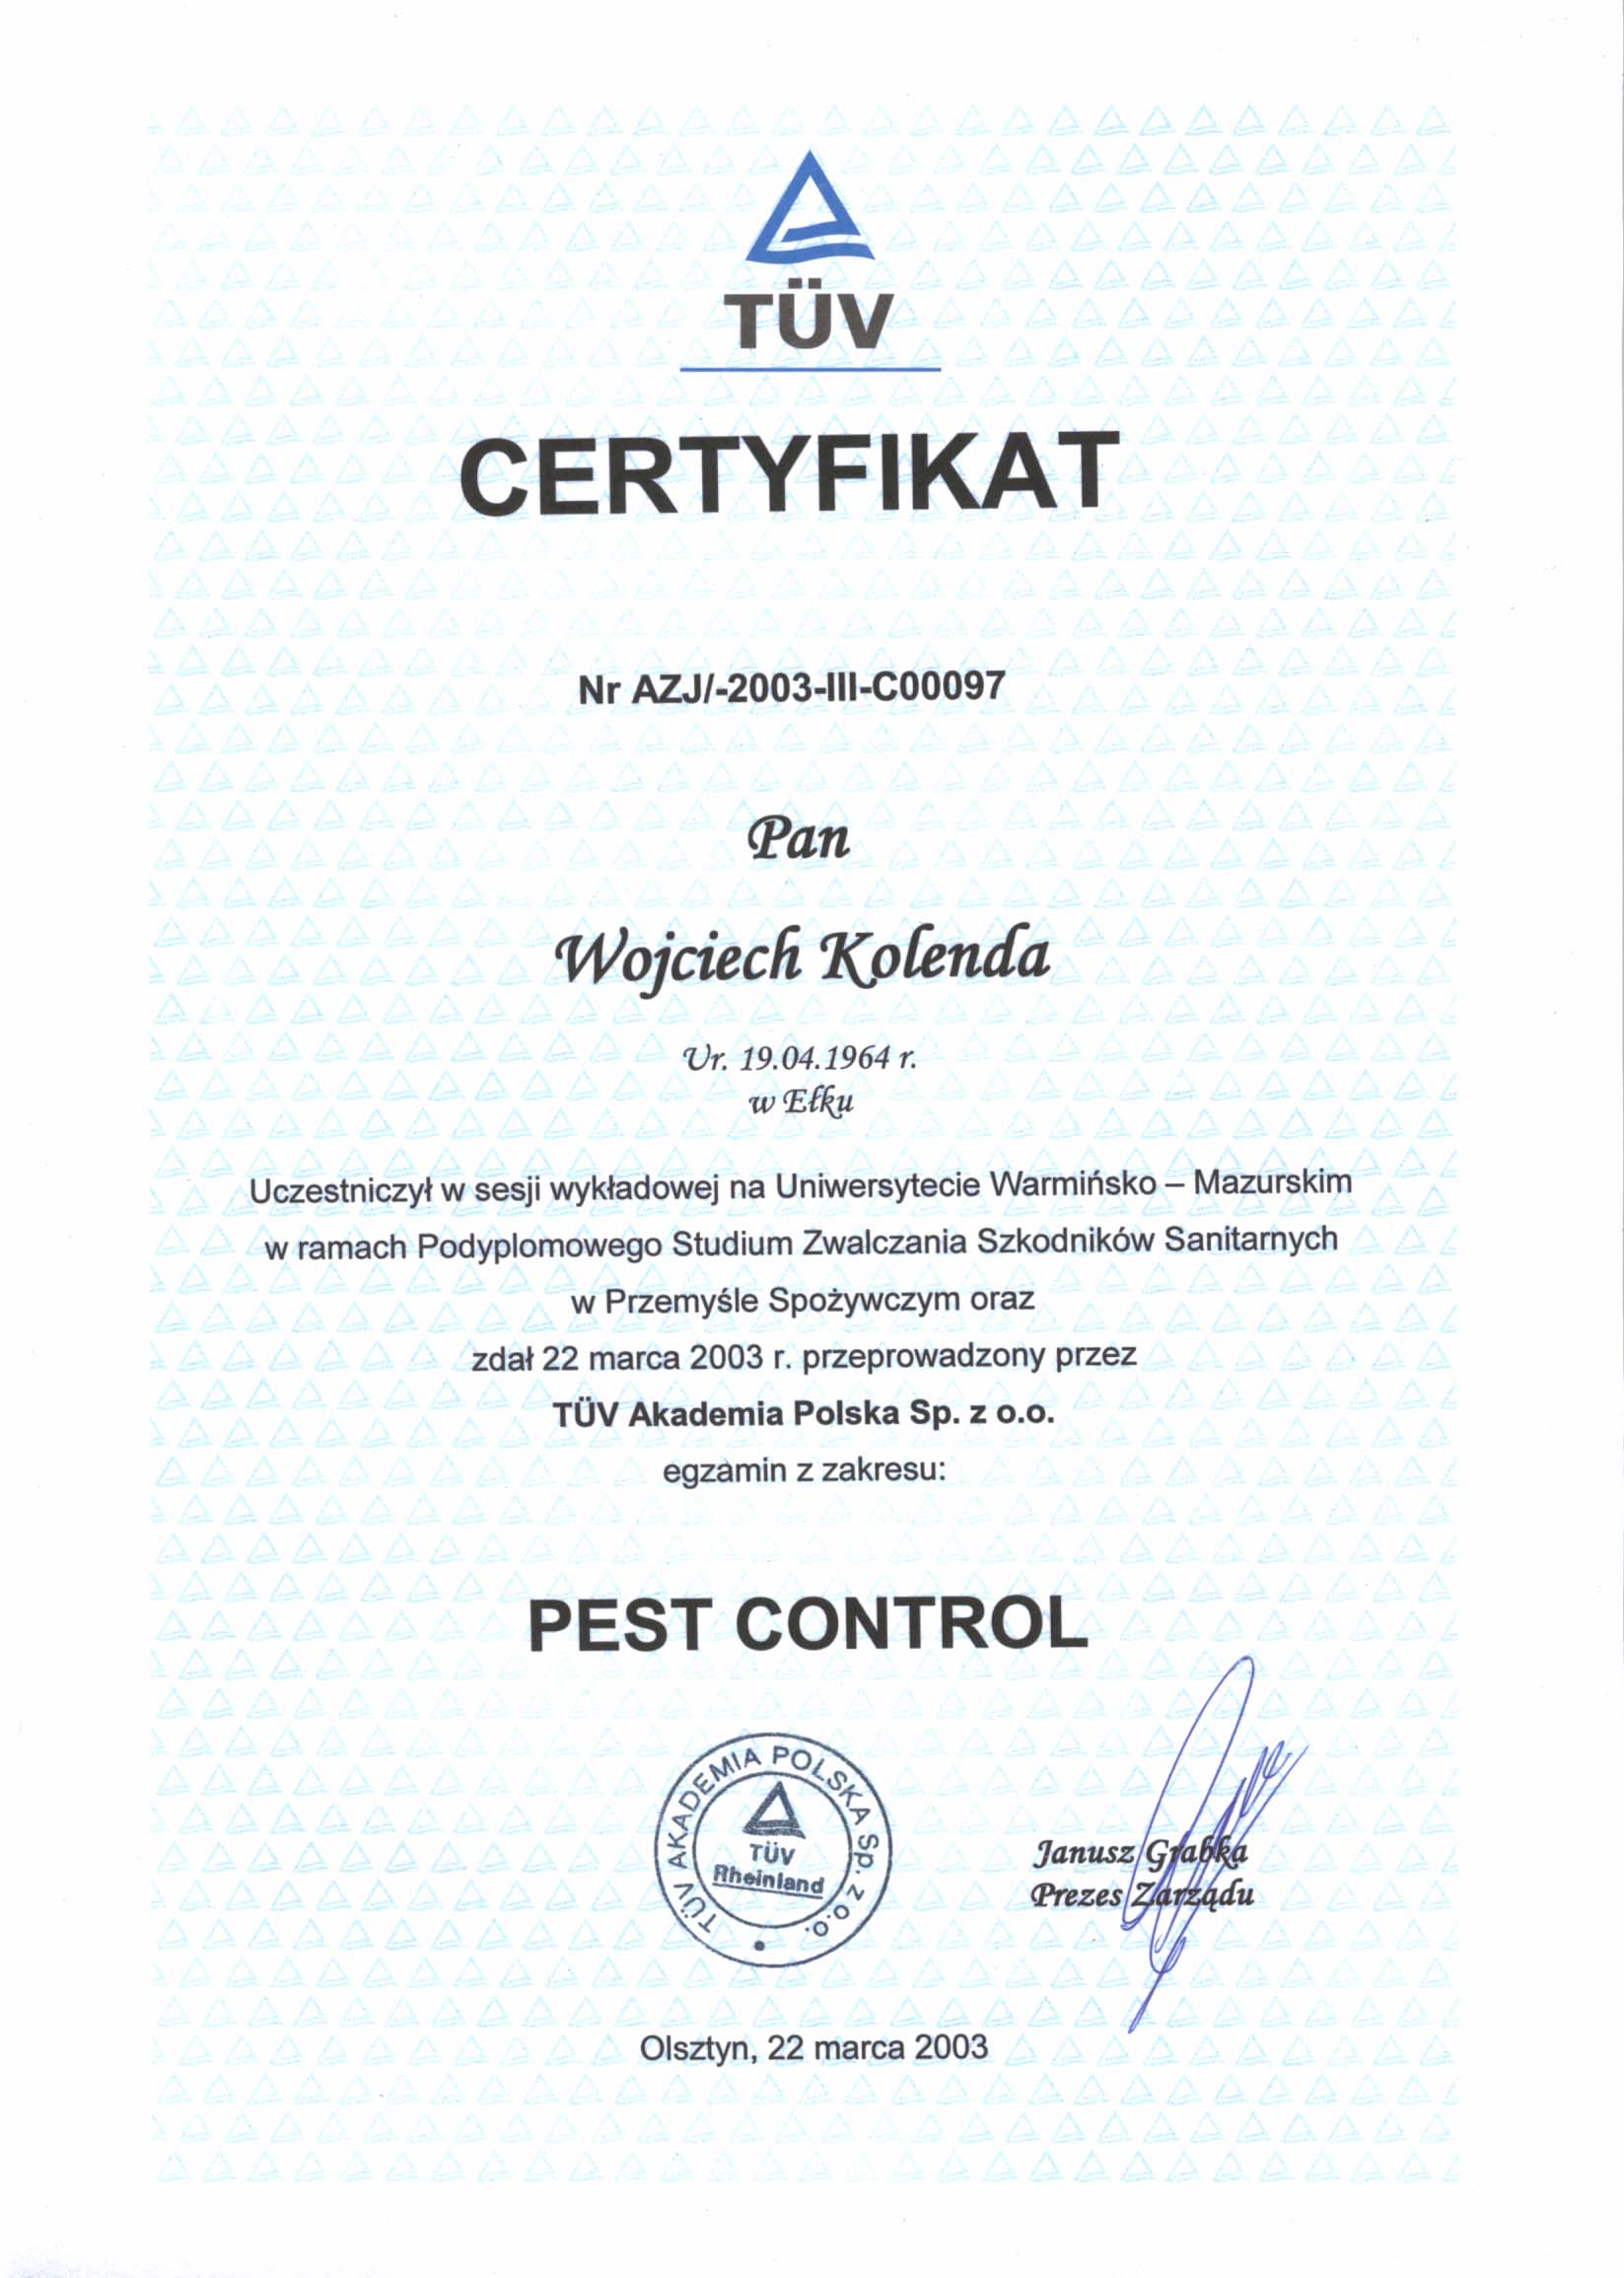 TÜV
CERTYFIKAT
Nr AZJ/-2003-III-C00097
Pan
Wojciech Kolenda
Ur. 19.04.1964 r.
w Ełku
Uczestniczył w sesji wykładowej na Uniwersytecie Warmińsko – Mazurskim
w ramach Podyplomowego Studium Zwalczania Szkodników Sanitarnych
w Przemyśle Spożywczym oraz
zdał 22 marca 2003 r. przeprowadzony przez
TÜV Akademia Polska Sp. z o.o.
egzamin z zakresu:
PEST CONTROL
TÜV AKADEMIA POLSKA Sp. z o.o.
TÜV
Rheinland
Janusz Grabka
Prezes Zarządu
Olsztyn, 22 marca 2003